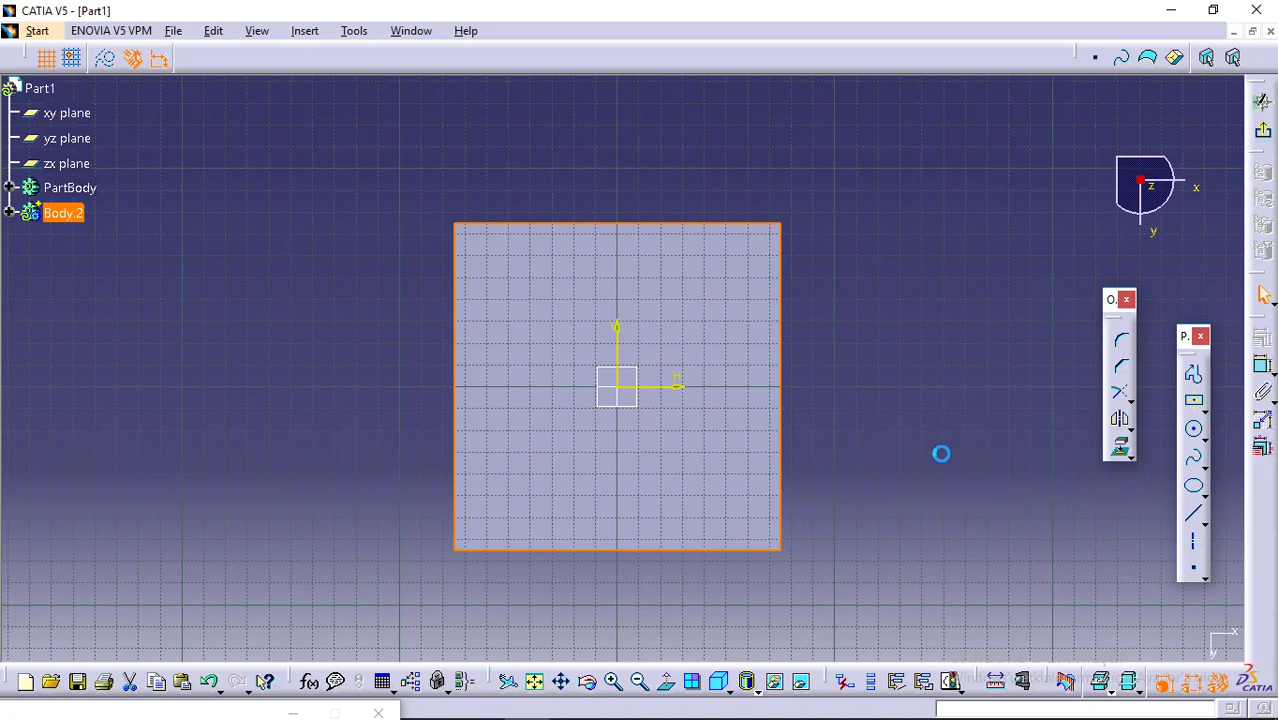 CATIA V5 - [Part1]
Start ENOVIA V5 VPM File Edit View Insert Tools Window Help
Part1
xy plane
yz plane
zx plane
PartBody
Body.2
z x
y
O.
P.
V
H
x
y
f(x)
CATIA